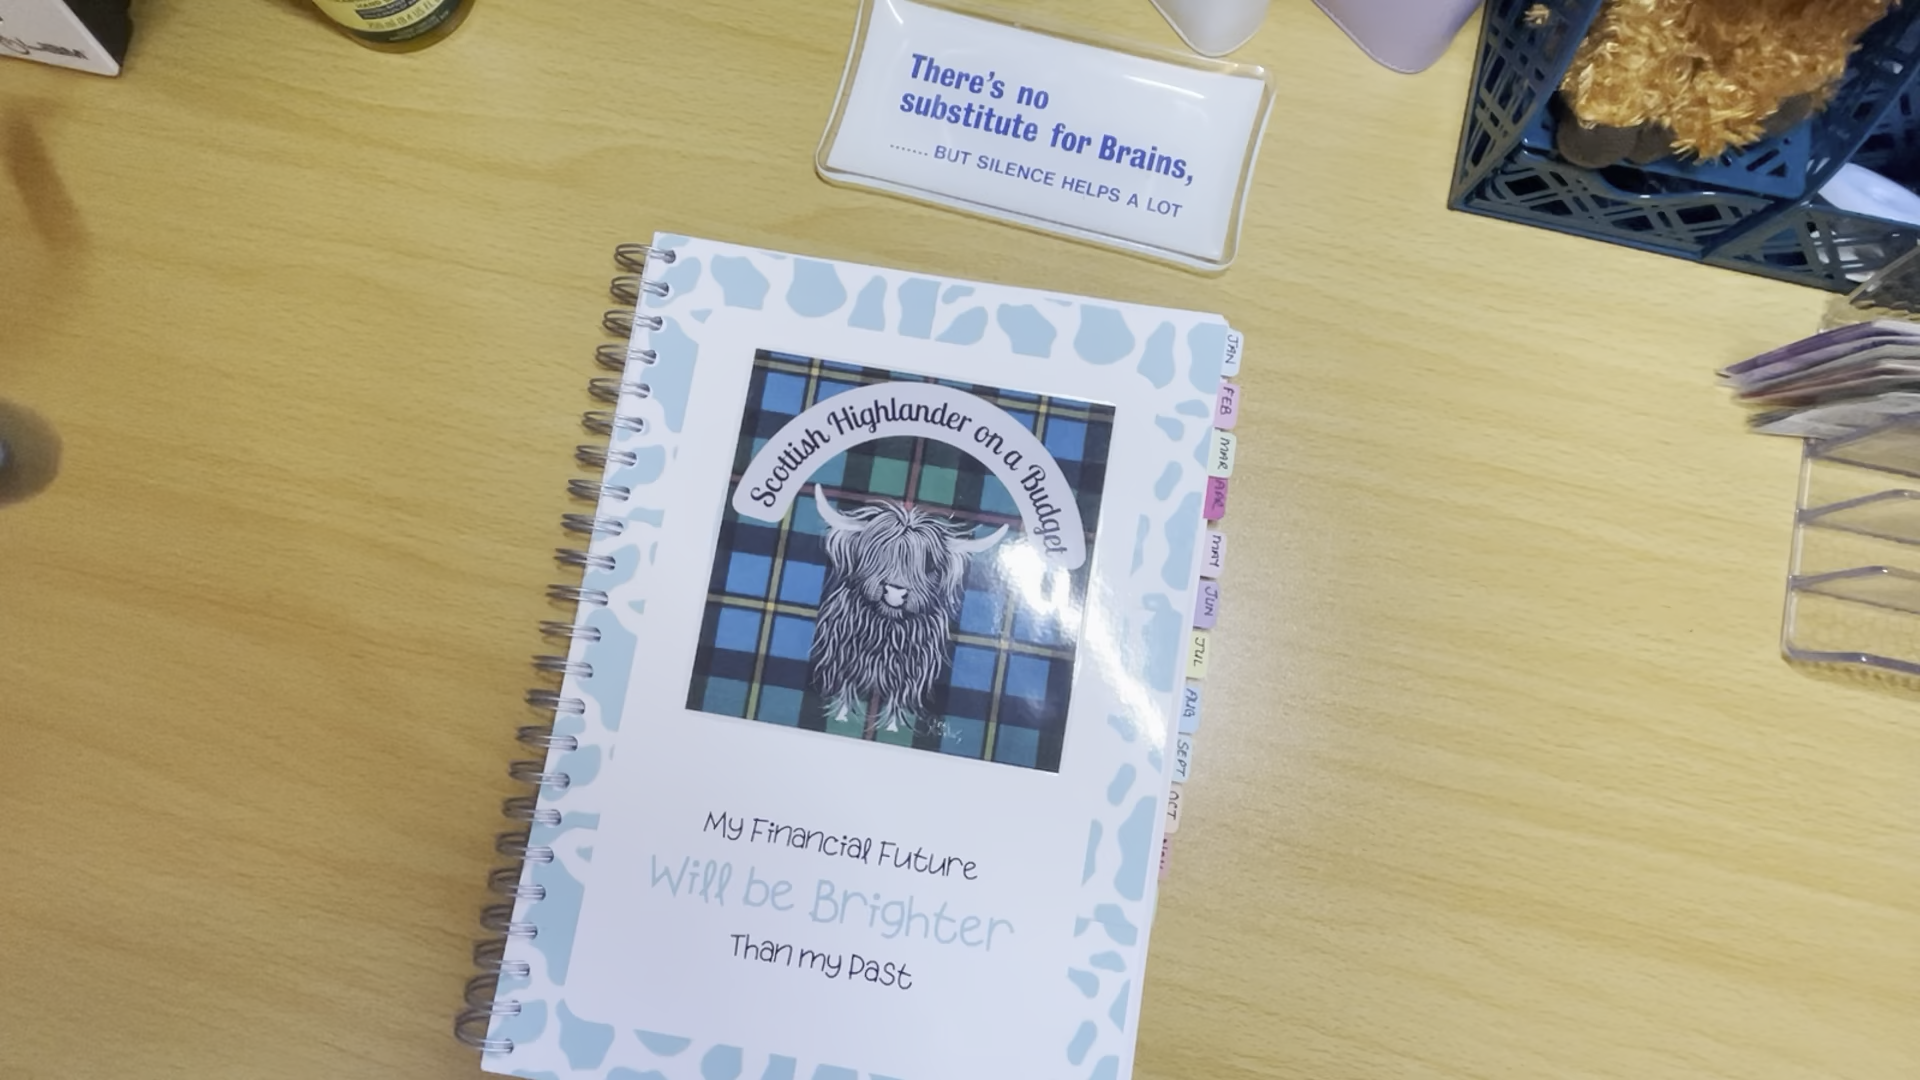 There's no
substitute for Brains,
....... BUT SILENCE HELPS A LOT
Scottish Highlander on a Budget
My Financial Future
Will be Brighter
Than my Past
JAN
FEB
MAR
APR
MAY
JUN
JUL
AUG
SEPT
OCT